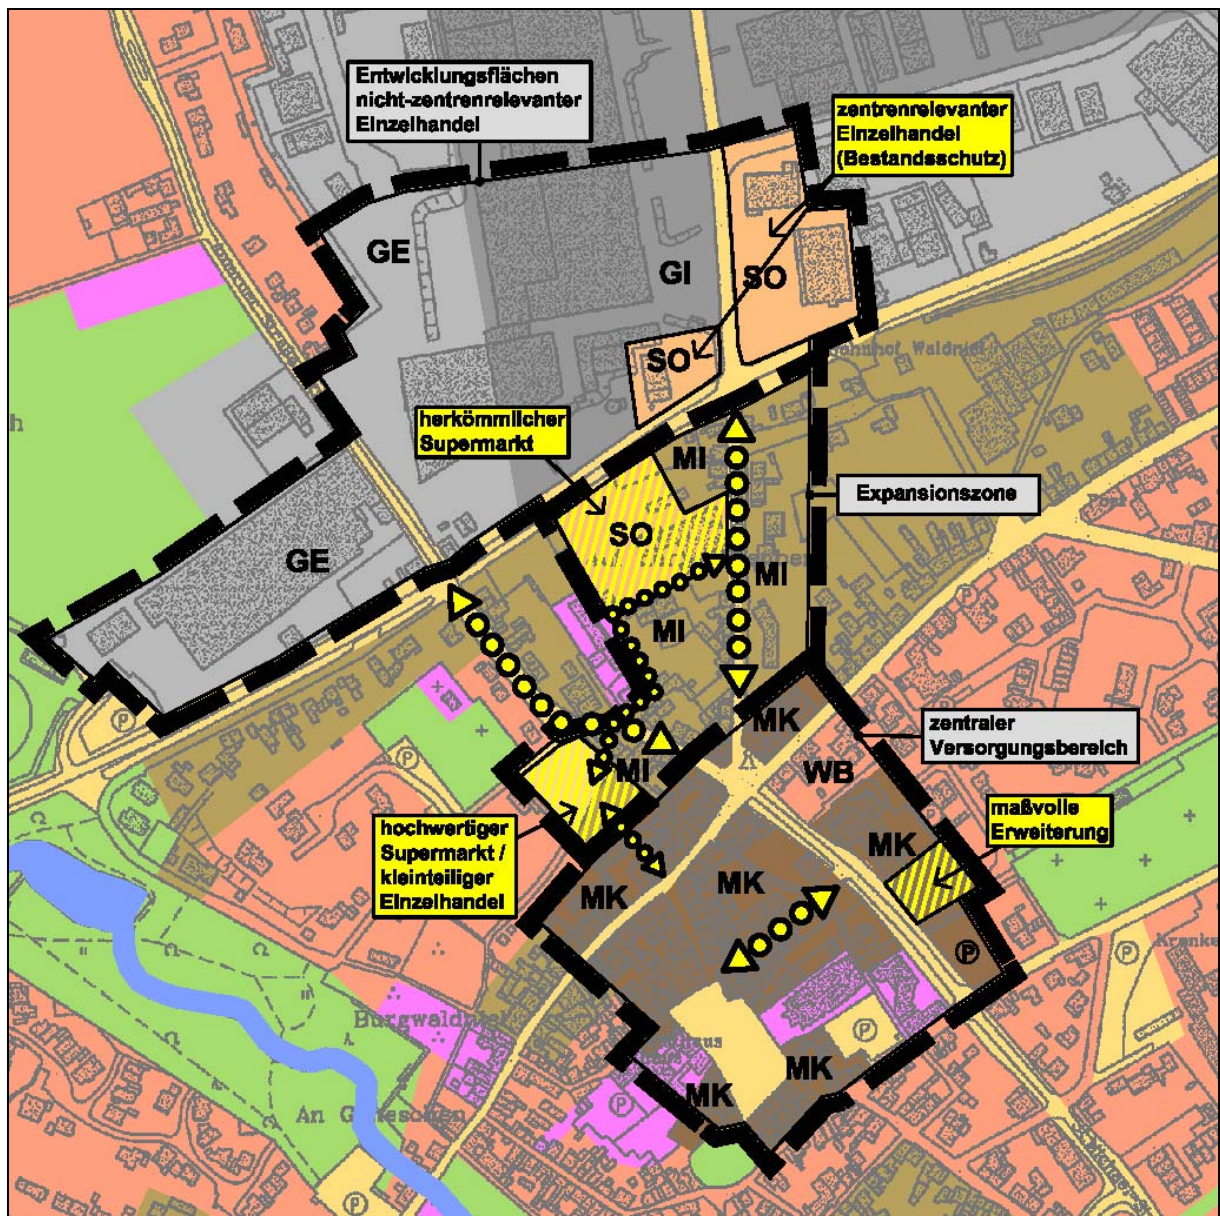 Entwicklungsflächen
nicht-zentrenrelevanter
Einzelhandel
zentrenrelevanter
Einzelhandel
(Bestandsschutz)
GE
GI
SO
SO
Bahnhof Waldniel
herkömmlicher
Supermarkt
MI
Expansionszone
SO
GE
MI
MI
P
MK
zentraler
Versorgungsbereich
MI
WB
P
maßvolle
Erweiterung
hochwertiger
Supermarkt /
kleinteiliger
Einzelhandel
MK
MK
MK
P
P
Burgwaldniel
P
MK
MK
P
An G
P